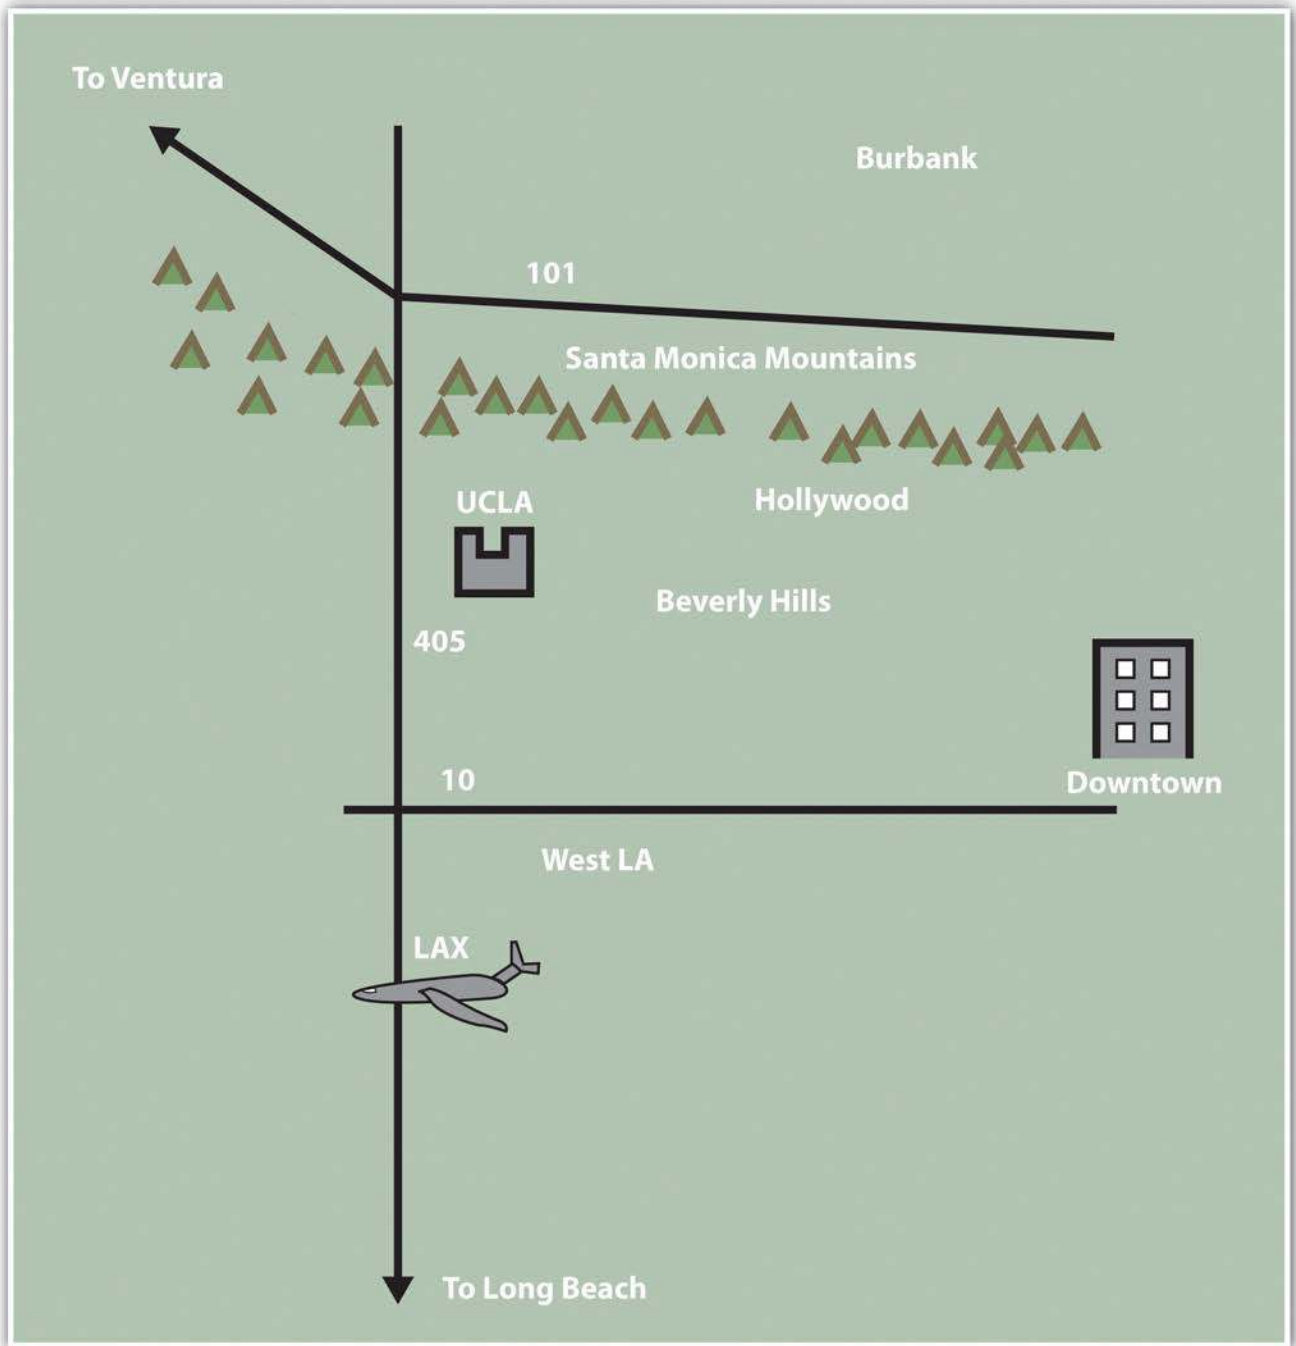 To Ventura
Burbank
101
Santa Monica Mountains
UCLA
Hollywood
Beverly Hills
405
10
Downtown
West LA
LAX
To Long Beach